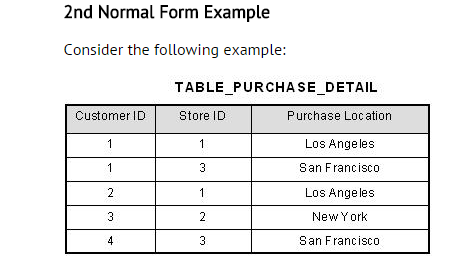 2nd Normal Form Example
Consider the following example:
TABLE_PURCHASE_DETAIL
Customer ID Store ID Purchase Location
1 1 Los Angeles
1 3 San Francisco
2 1 Los Angeles
3 2 New York
4 3 San Francisco